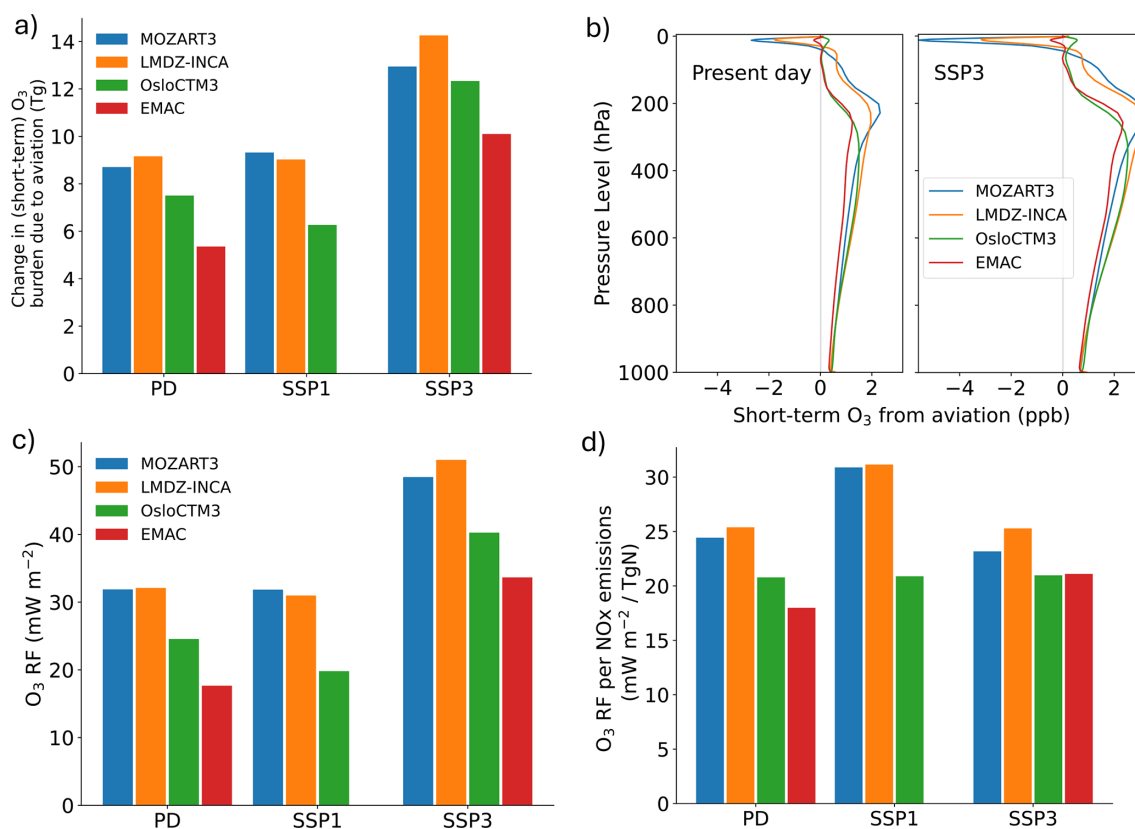 a)
Change in (short-term) O₃
burden due to aviation (Tg)
14
12
10
8
6
4
2
0
MOZART3
LMDZ-INCA
OsloCTM3
EMAC
PD SSP1 SSP3
b)
Pressure Level (hPa)
0
200
400
600
800
1000
Present day
SSP3
MOZART3
LMDZ-INCA
OsloCTM3
EMAC
−4 −2 0 2 −4 −2 0 2
Short-term O₃ from aviation (ppb)
c)
O₃ RF (mW m⁻²)
50
40
30
20
10
0
MOZART3
LMDZ-INCA
OsloCTM3
EMAC
PD SSP1 SSP3
d)
O₃ RF per NOx emissions
(mW m⁻² / TgN)
30
25
20
15
10
5
0
PD SSP1 SSP3